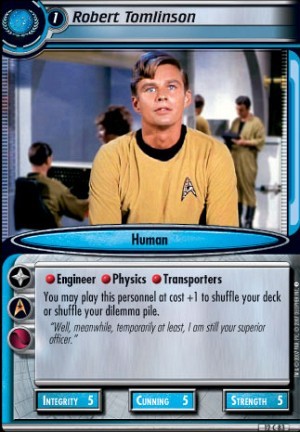 1 Robert Tomlinson
Human
Engineer Physics Transporters
You may play this personnel at cost +1 to shuffle your deck
or shuffle your dilemma pile.
"Well, meanwhile, temporarily at least, I am still your superior
officer."
INTEGRITY 5 CUNNING 5 STRENGTH 5